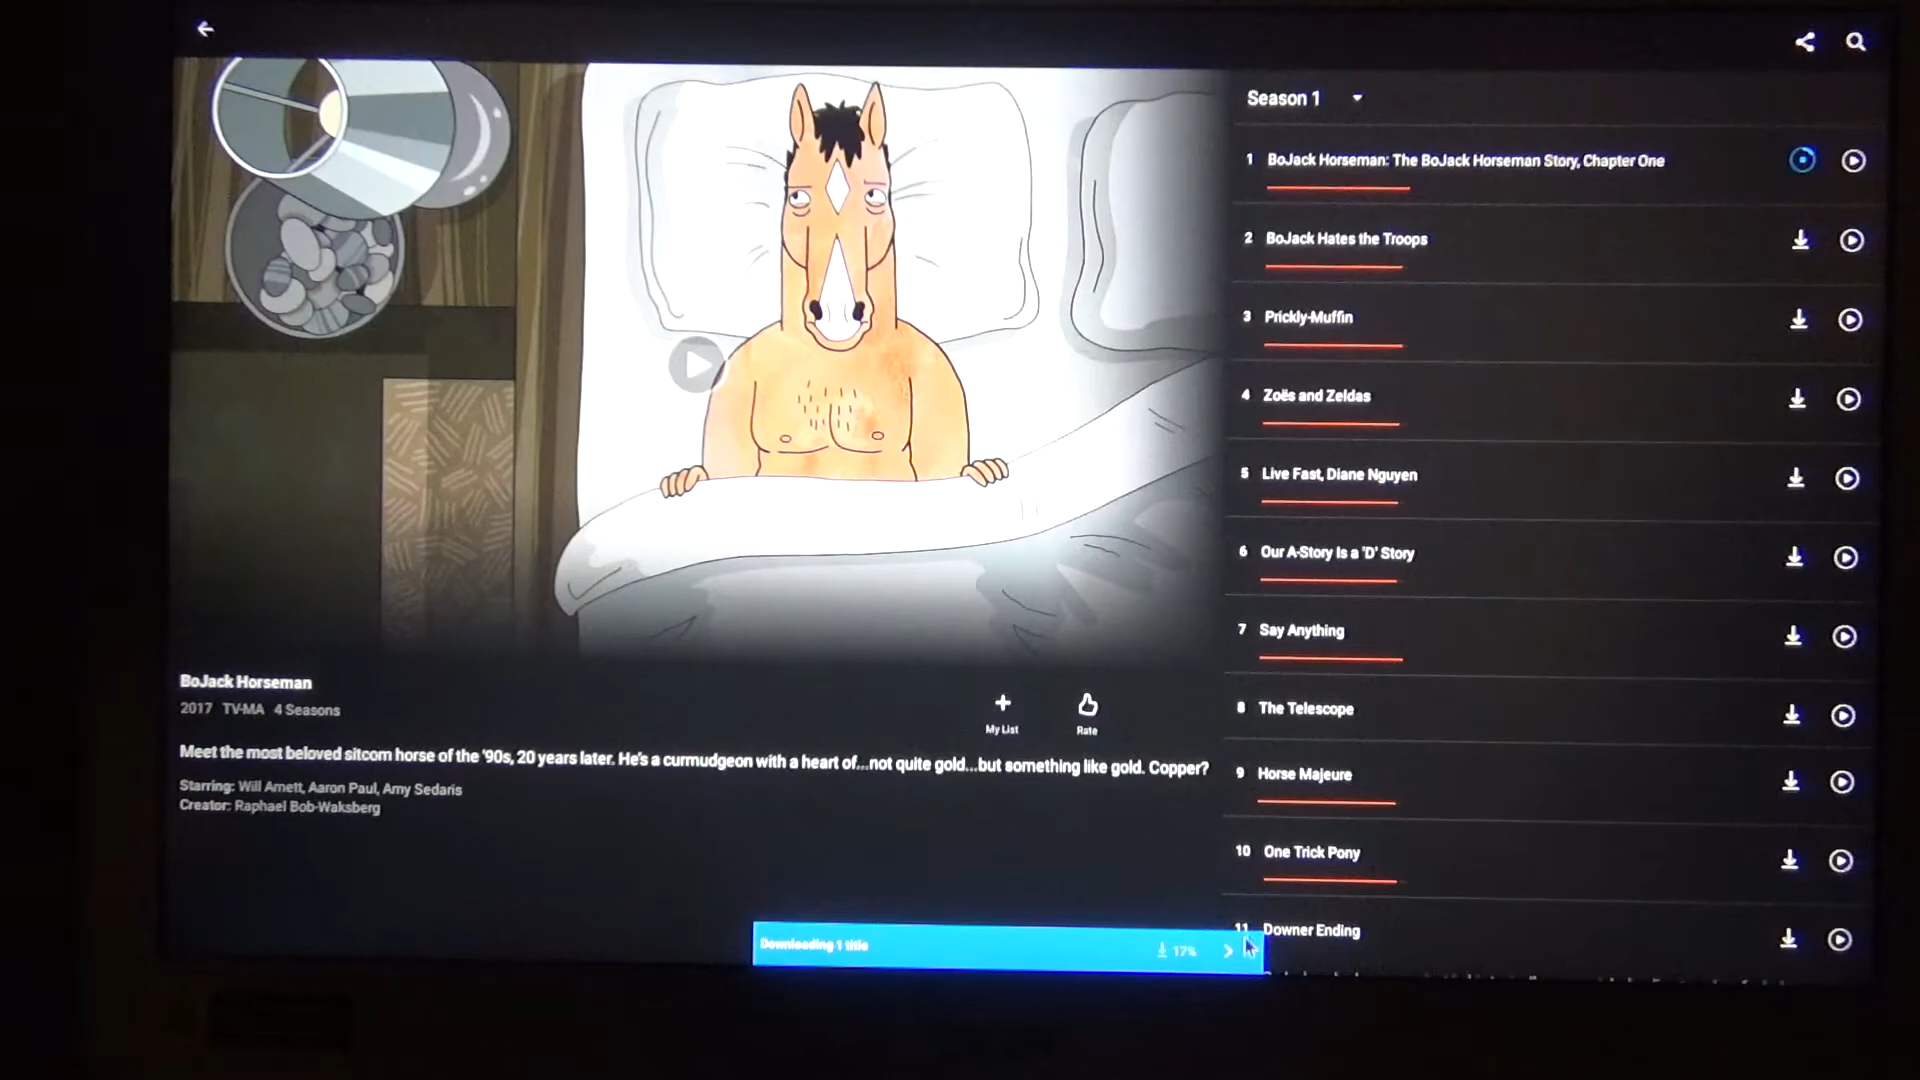 Season 1
1 BoJack Horseman: The BoJack Horseman Story, Chapter One
2 BoJack Hates the Troops
3 Prickly-Muffin
4 Zoës and Zeldas
5 Live Fast, Diane Nguyen
6 Our A-Story Is a 'D' Story
7 Say Anything
8 The Telescope
9 Horse Majeure
10 One Trick Pony
11 Downer Ending
BoJack Horseman
2017 TV-MA 4 Seasons
My List
Rate
Meet the most beloved sitcom horse of the '90s, 20 years later. He's a curmudgeon with a heart of...not quite gold...but something like gold. Copper?
Starring: Will Arnett, Aaron Paul, Amy Sedaris
Creator: Raphael Bob-Waksberg
Downloading 1 title
17%